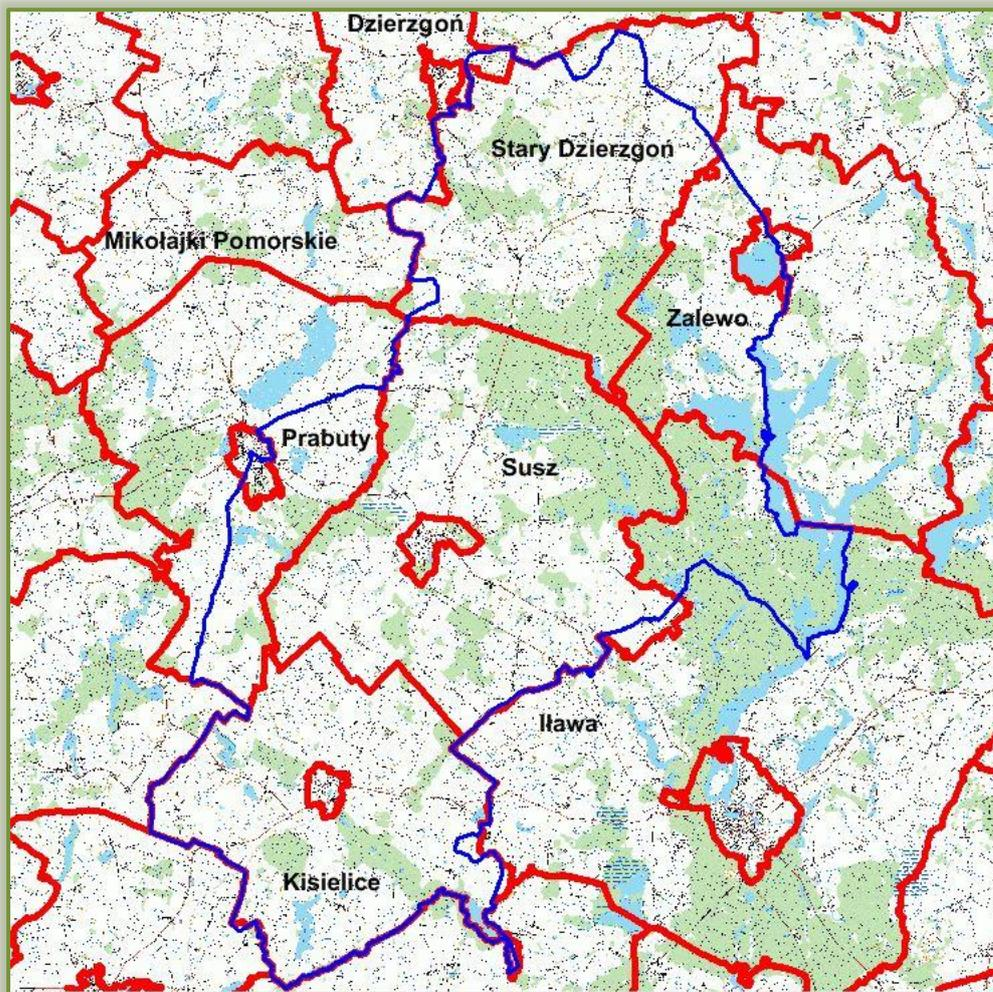 Dzierzgoń
Stary Dzierzgoń
Mikołajki Pomorskie
Zalewo
Prabuty
Susz
Iława
Kisielice